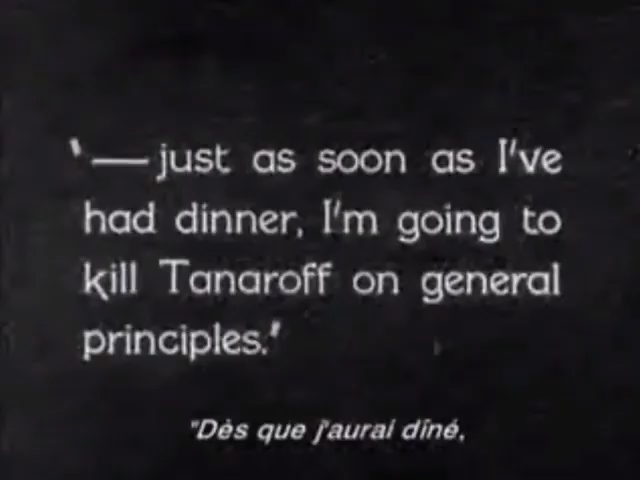 '—just as soon as I've
had dinner, I'm going to
kill Tanaroff on general
principles.'
"Dès que j'aurai dîné,